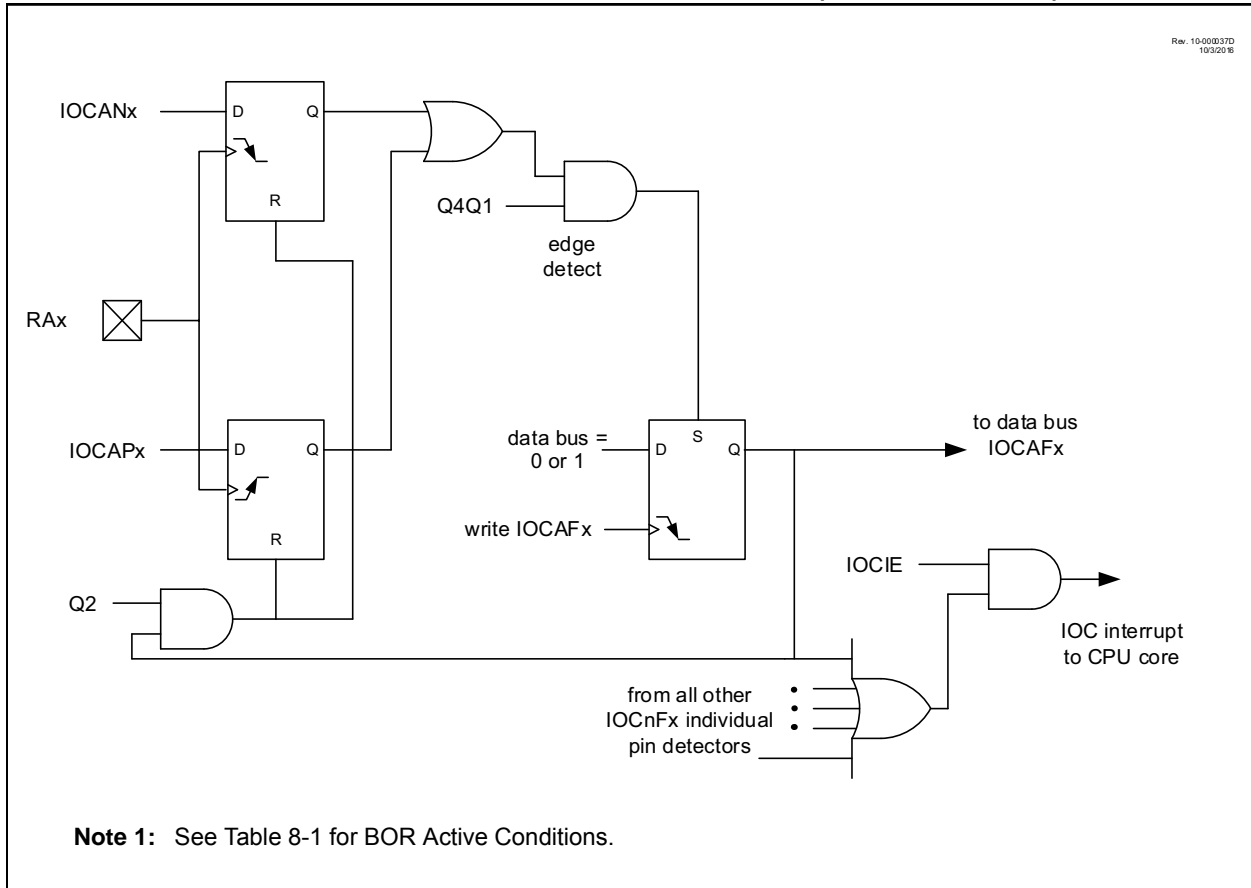 Rev. 10-000037D
10/3/2016
IOCANx
D
Q
R
Q4Q1
edge
detect
RAx
IOCAPx
D
Q
R
data bus =
0 or 1
D
S
Q
to data bus
IOCAFx
write IOCAFx
IOCIE
Q2
IOC interrupt
to CPU core
from all other
IOCnFx individual
pin detectors
Note 1: See Table 8-1 for BOR Active Conditions.